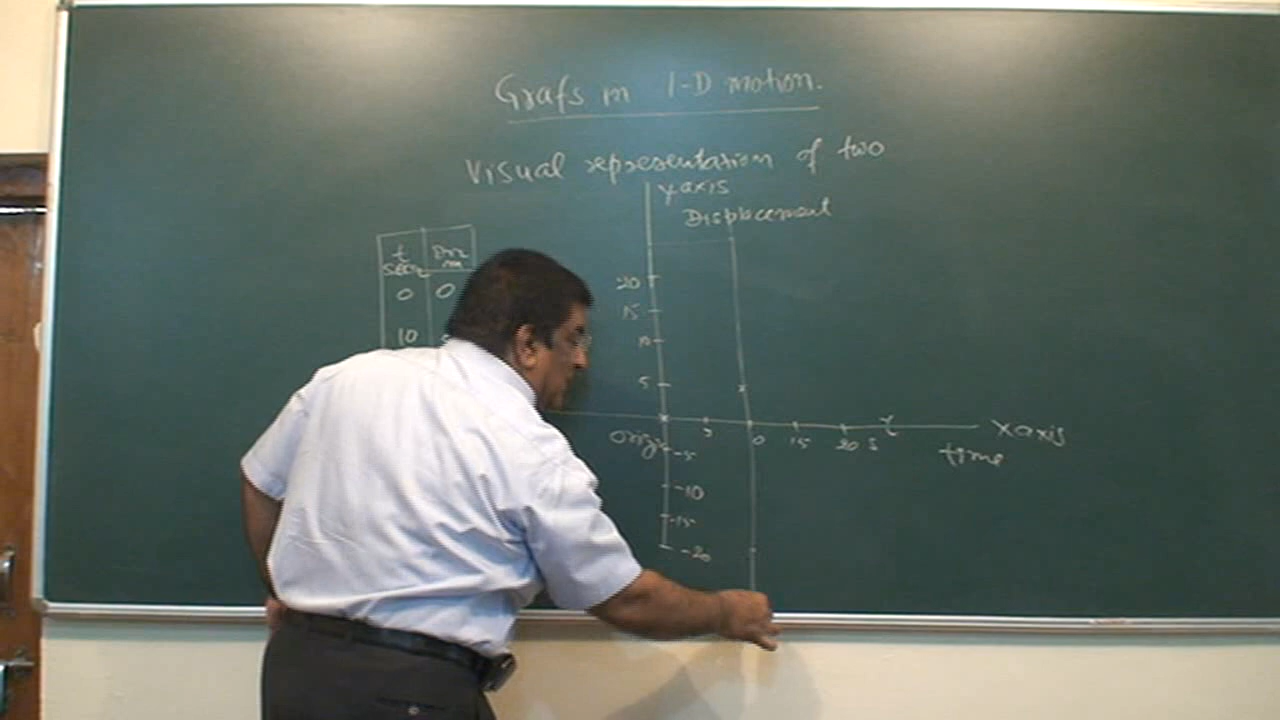 Grafs in 1-D motion.
Visual representation of two
Y axis
Displacement
t
sec
0 0
10
20
15
10
5
5 0 15 20 s t
X axis
time
-5
-10
-15
-20